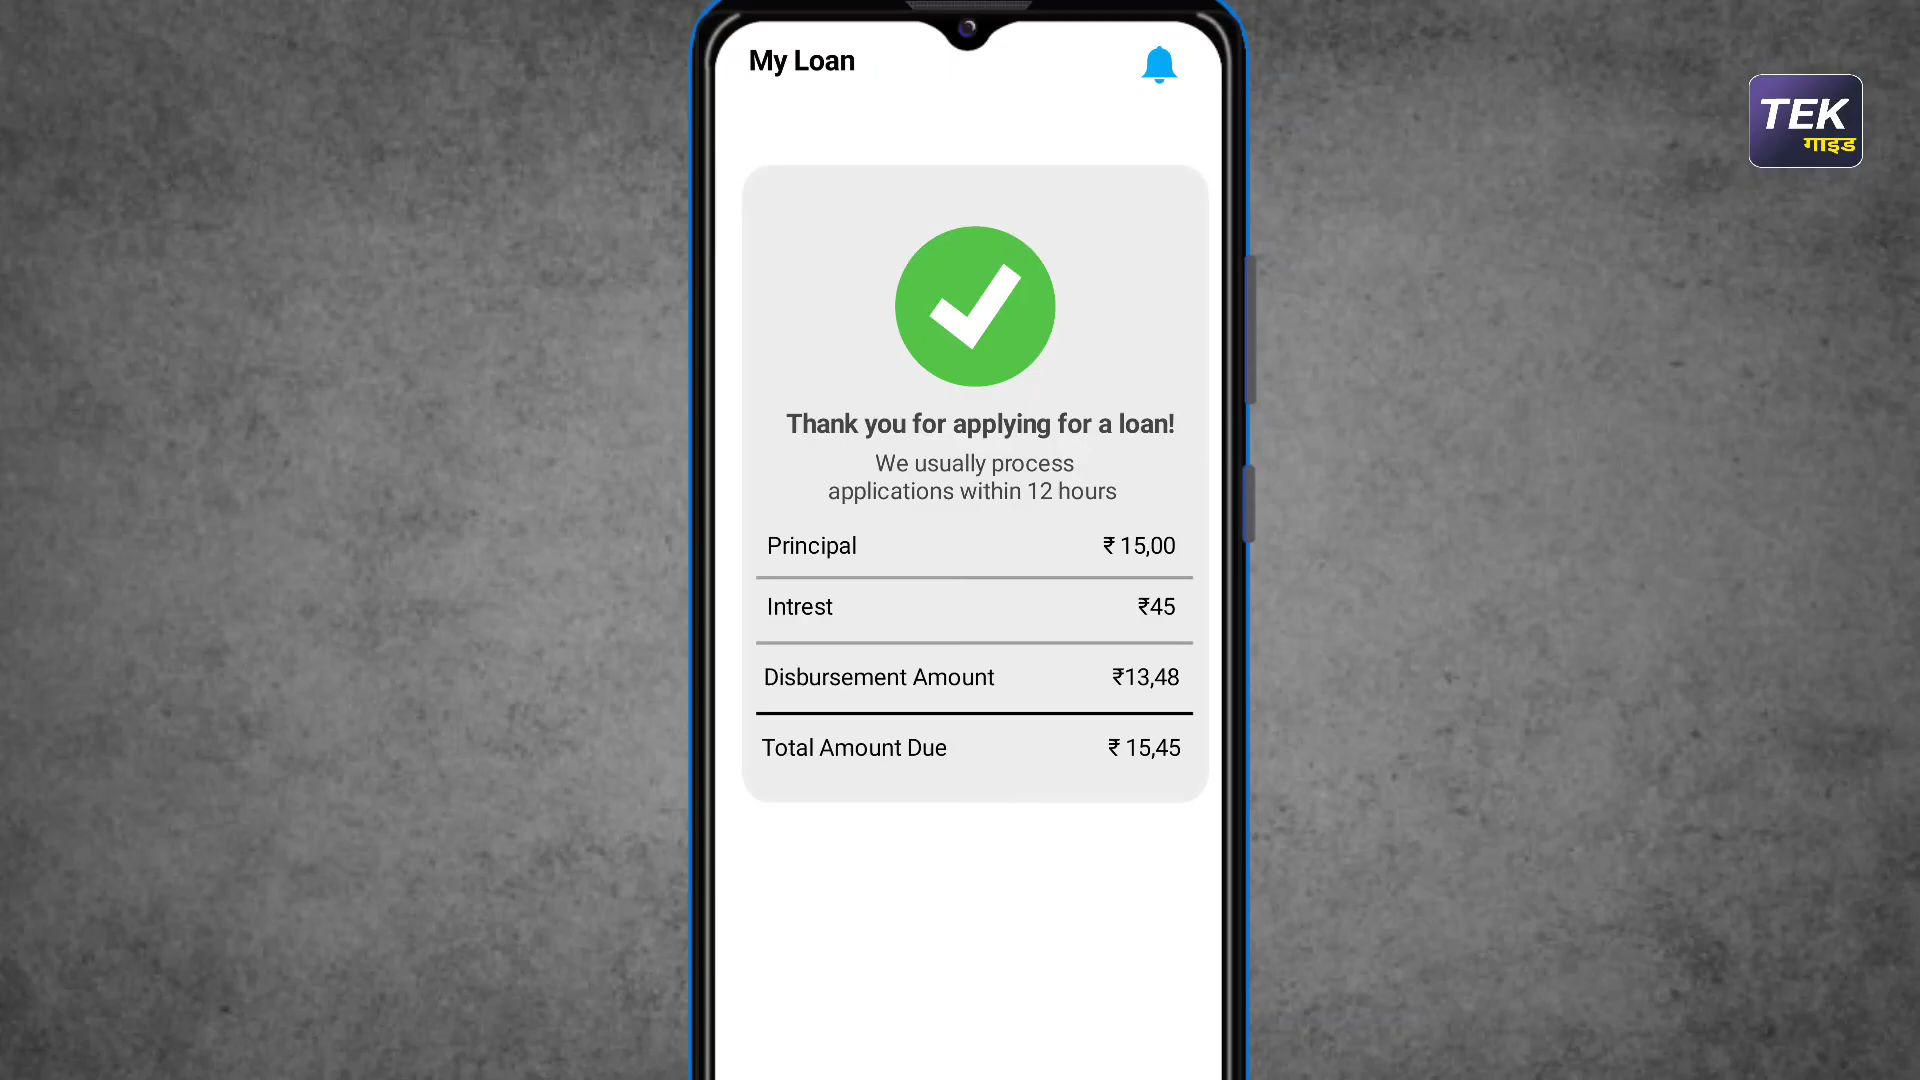 My Loan
TEK
गाइड
Thank you for applying for a loan!
We usually process
applications within 12 hours
Principal ₹ 15,00
Intrest ₹45
Disbursement Amount ₹13,48
Total Amount Due ₹ 15,45